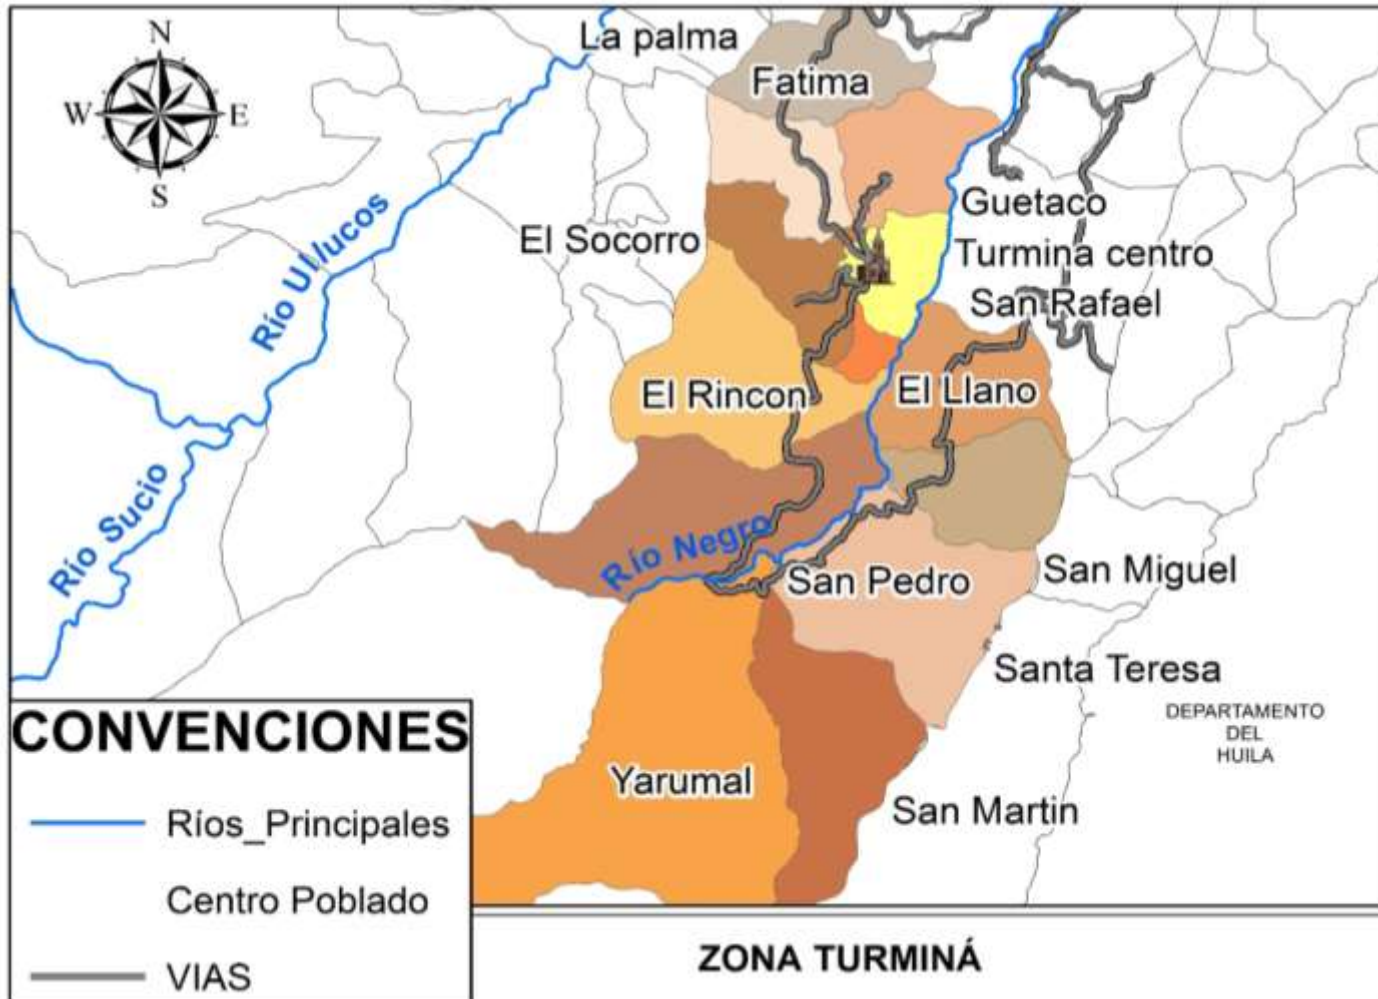 La palma
N
Fatima
W
E
S
Guetaco
El Socorro
Turmina centro
Río Ullucos
San Rafael
El Rincon
El Llano
Río Sucio
Río Negro
San Pedro
San Miguel
Santa Teresa
DEPARTAMENTO
DEL
HUILA
Yarumal
San Martin
CONVENCIONES
Ríos_Principales
Centro Poblado
VIAS
ZONA TURMINÁ